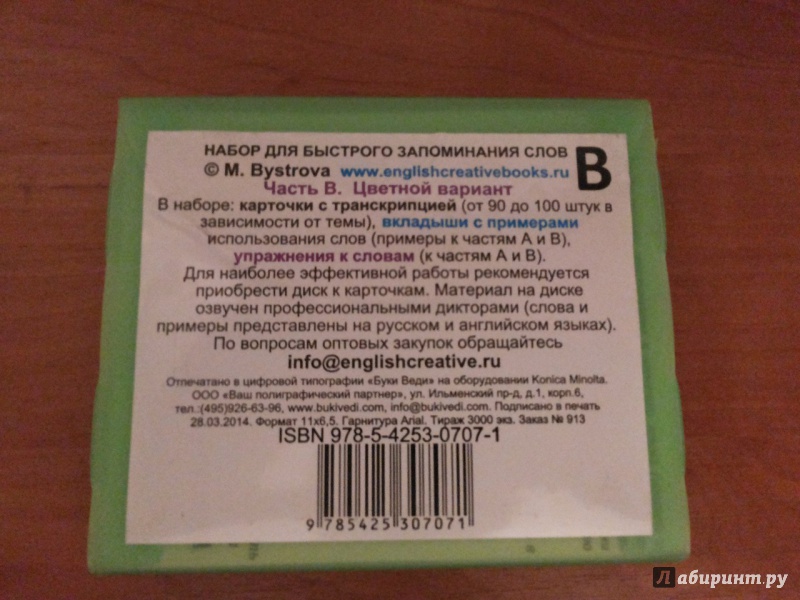 НАБОР ДЛЯ БЫСТРОГО ЗАПОМИНАНИЯ СЛОВ
B
© M. Bystrova www.englishcreativebooks.ru
Часть B. Цветной вариант
В наборе: карточки с транскрипцией (от 90 до 100 штук в
зависимости от темы), вкладыши с примерами
использования слов (примеры к частям А и В),
упражнения к словам (к частям А и В).
Для наиболее эффективной работы рекомендуется
приобрести диск к карточкам. Материал на диске
озвучен профессиональными дикторами (слова и
примеры представлены на русском и английском языках).
По вопросам оптовых закупок обращайтесь
info@englishcreative.ru
Отпечатано в цифровой типографии «Буки Веди» на оборудовании Konica Minolta.
ООО «Ваш полиграфический партнер», ул. Ильменский пр-д, д.1, корп.6,
тел.:(495)926-63-96, www.bukivedi.com, info@bukivedi.com. Подписано в печать
28.03.2014. Формат 11х6,5. Гарнитура Arial. Тираж 3000 экз. Заказ № 913
ISBN 978-5-4253-0707-1
9 785425 307071
Лабиринт.ру